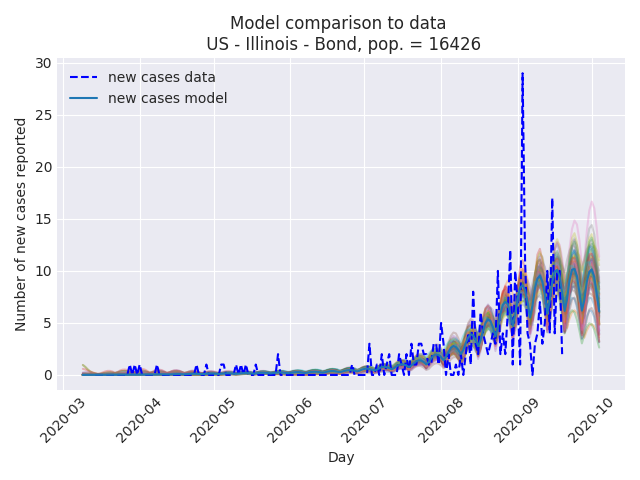 Model comparison to data
US - Illinois - Bond, pop. = 16426
new cases data
new cases model
Number of new cases reported
30
25
20
15
10
5
0
2020-03
2020-04
2020-05
2020-06
2020-07
2020-08
2020-09
2020-10
Day